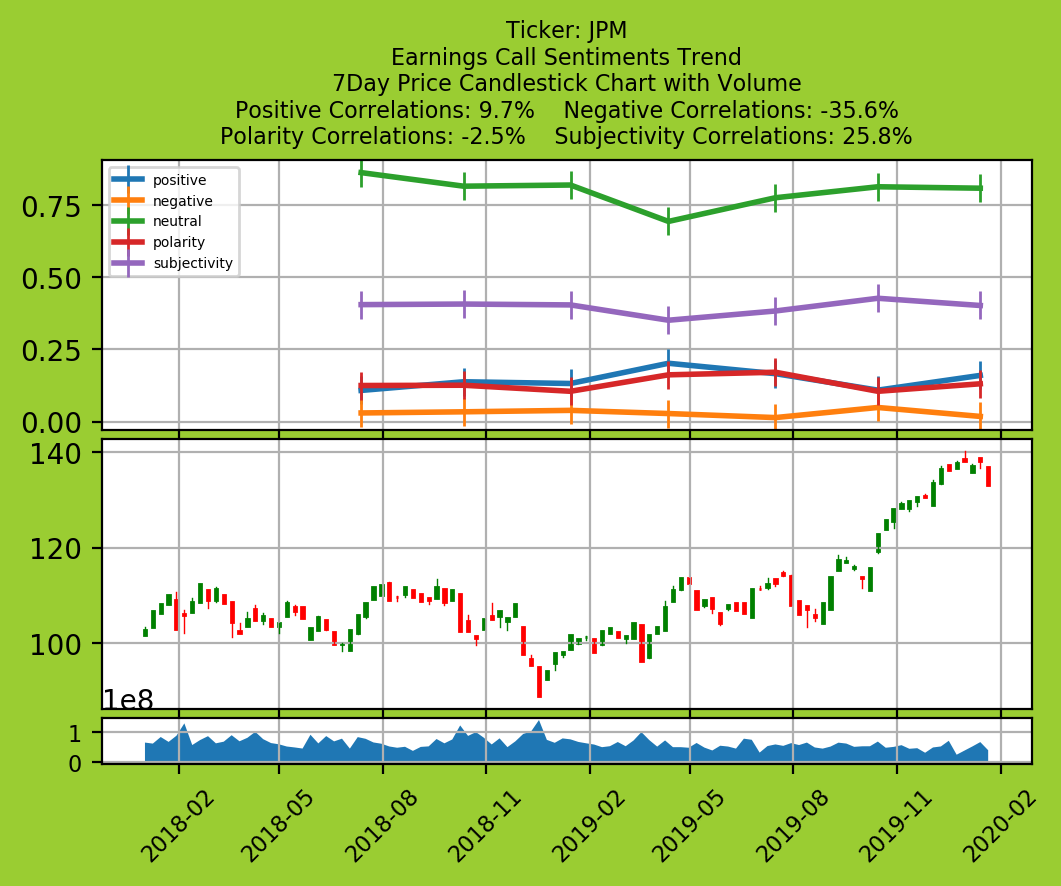 Ticker: JPM
Earnings Call Sentiments Trend
7Day Price Candlestick Chart with Volume
Positive Correlations: 9.7%    Negative Correlations: -35.6%
Polarity Correlations: -2.5%    Subjectivity Correlations: 25.8%
positive
negative
neutral
polarity
subjectivity
0.75
0.50
0.25
0.00
140
120
100
1e8
1
0
2018-02 2018-05 2018-08 2018-11 2019-02 2019-05 2019-08 2019-11 2020-02